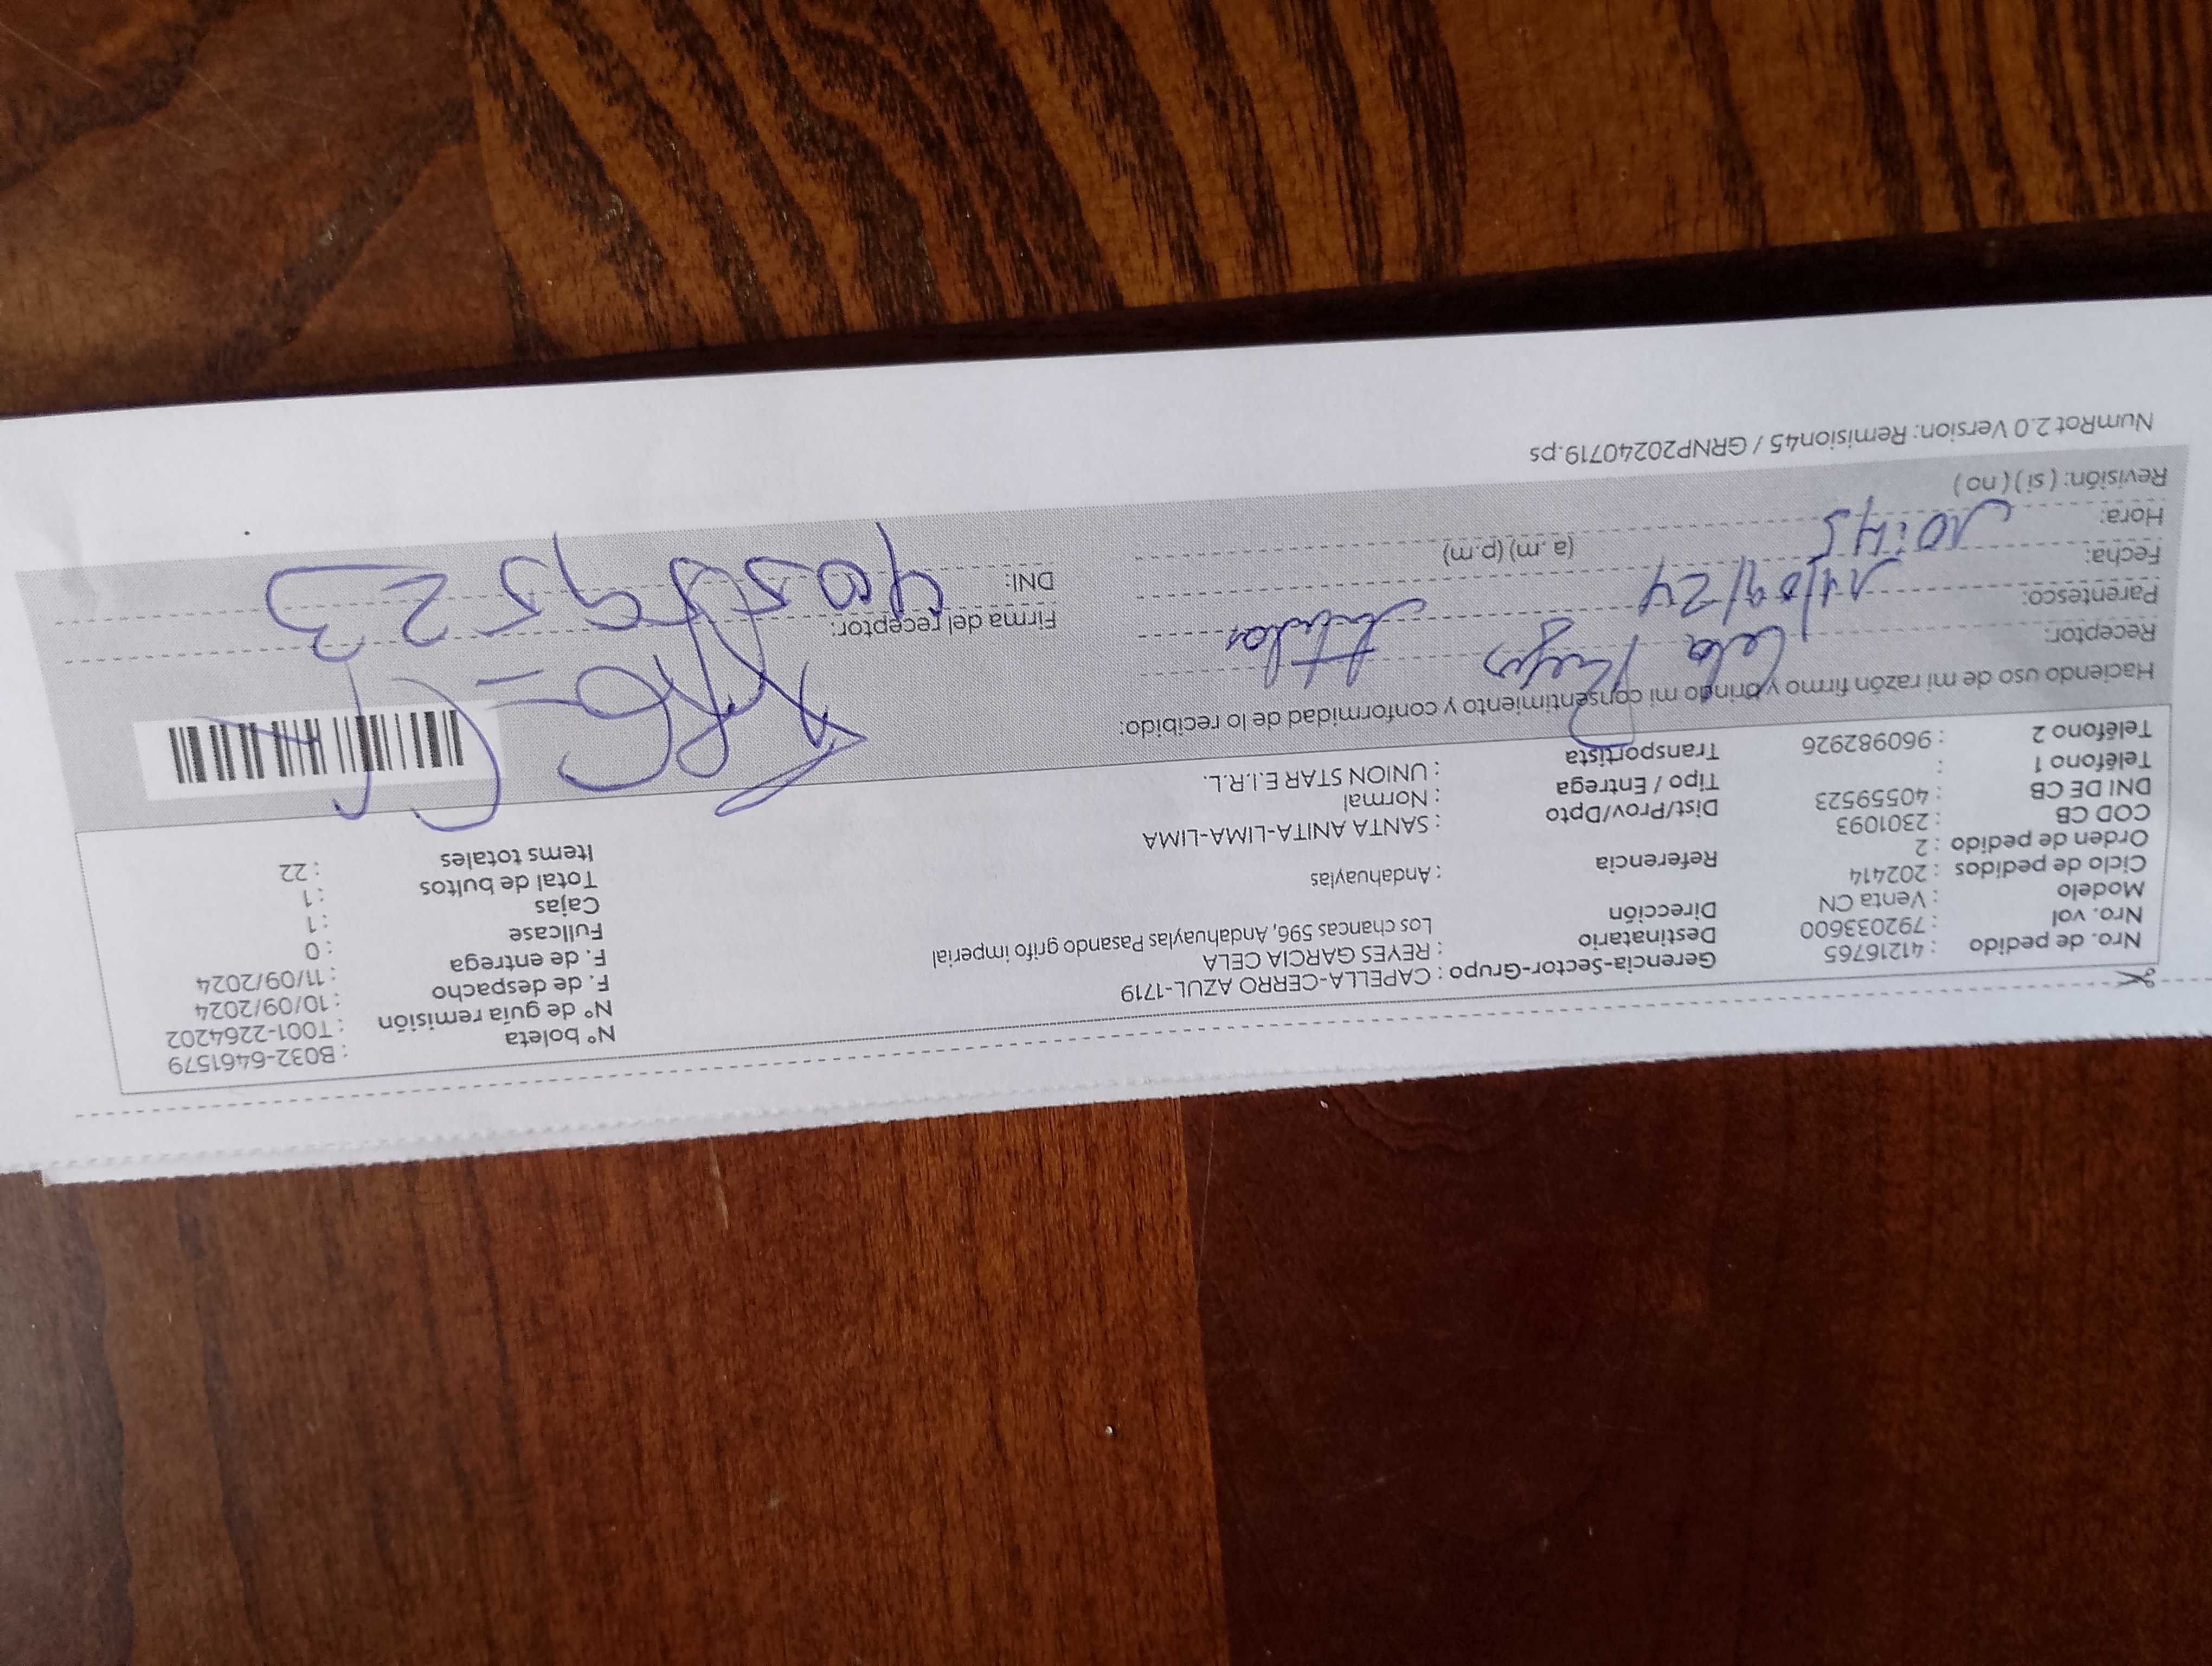 Nro. de pedido : 41216765 Gerencia-Sector-Grupo : CAPELLA-CERRO AZUL-1719 N° boleta : B032-6461579
Nro. vol : 792033600 Destinatario : REYES GARCIA CELA N° de guía remisión : T001-2264202
Modelo : Venta CN Dirección Los chancas 596, Andahuaylas Pasando grifo imperial F. de despacho : 10/09/2024
Ciclo de pedidos : 202414 F. de entrega : 11/09/2024
Orden de pedido : 2 Referencia : Andahuaylas Fullcase : 0
COD CB : 2301093 Dist/Prov/Dpto : SANTA ANITA-LIMA-LIMA Cajas : 1
DNI DE CB : 40559523 Tipo / Entrega : Normal Total de bultos : 1
Teléfono 1 : Transportista : UNION STAR E.I.R.L. Items totales : 22
Teléfono 2 : 960982926
Haciendo uso de mi razón firmo y brindo mi consentimiento y conformidad de lo recibido:
Receptor: Cela Reyes
Parentesco: titular Firma del receptor:
Fecha: 11/09/24 DNI: 40559523
Hora: 10:45 (a.m) (p.m)
Revisión: ( si ) ( no )
NumRot 2.0 Version: Remision45 / GRNP20240719.ps